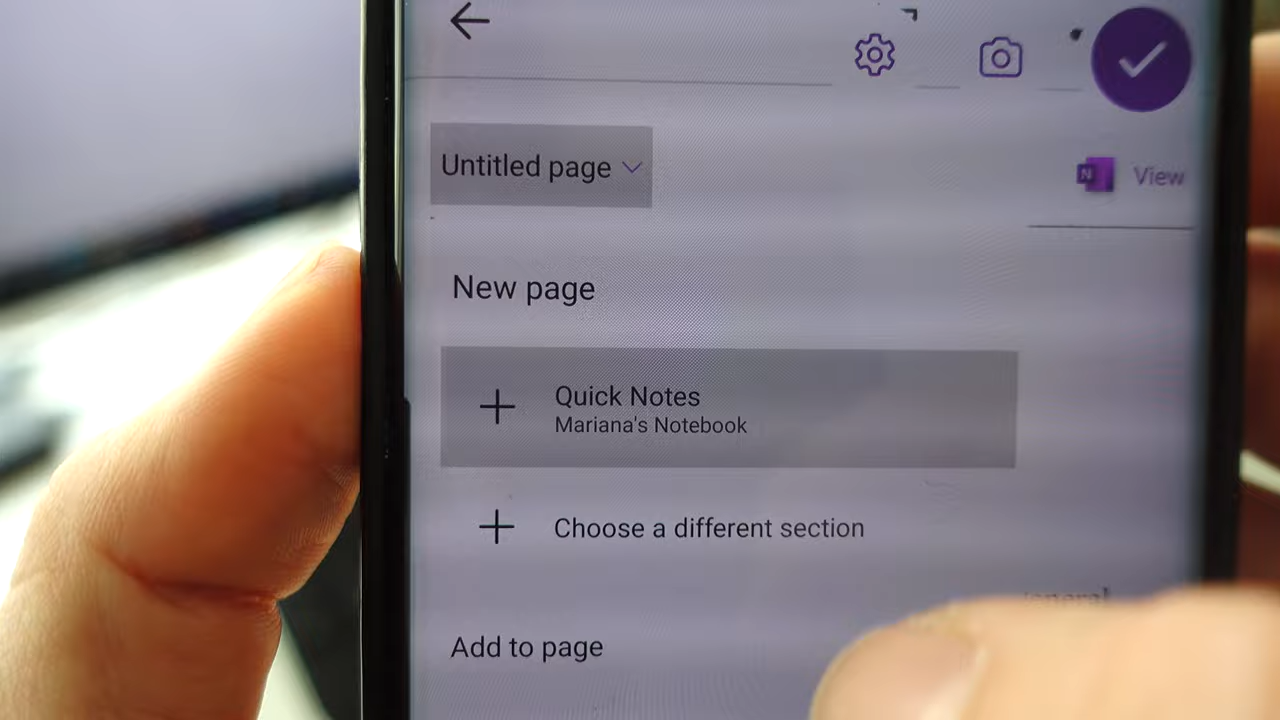 Untitled page
N View
New page
Quick Notes
Mariana's Notebook
Choose a different section
Add to page